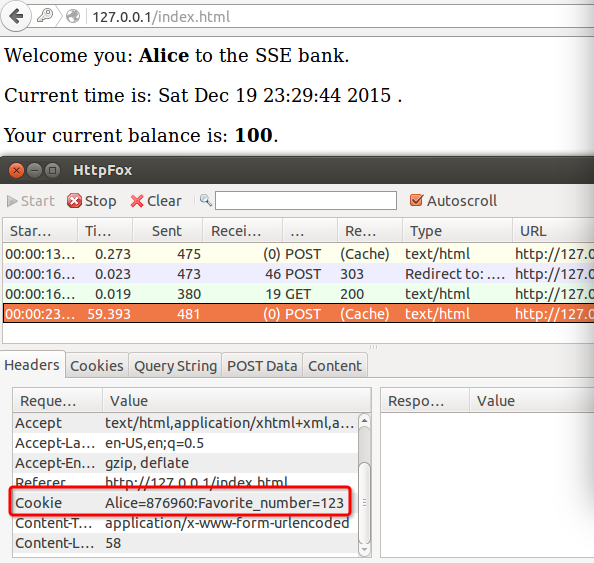 127.0.0.1/index.html
Welcome you: Alice to the SSE bank.
Current time is: Sat Dec 19 23:29:44 2015 .
Your current balance is: 100.
HttpFox
Start Stop Clear Autoscroll
Star... Ti... Sent Recei... ... Re... Type URL
00:00:13... 0.273 475 (0) POST (Cache) text/html http://127.0
00:00:16... 0.023 473 46 POST 303 Redirect to: .... http://127.0
00:00:16... 0.019 380 19 GET 200 text/html http://127.0
00:00:23... 59.393 481 (0) POST (Cache) text/html http://127.0
Headers Cookies Query String POST Data Content
Reque... Value Respo... Value
Accept text/html,application/xhtml+xml,a...
Accept-La... en-US,en;q=0.5
Accept-En... gzip, deflate
Referer http://127.0.0.1/index.html
Cookie Alice=876960:Favorite_number=123
Content-T... application/x-www-form-urlencoded
Content-L... 58